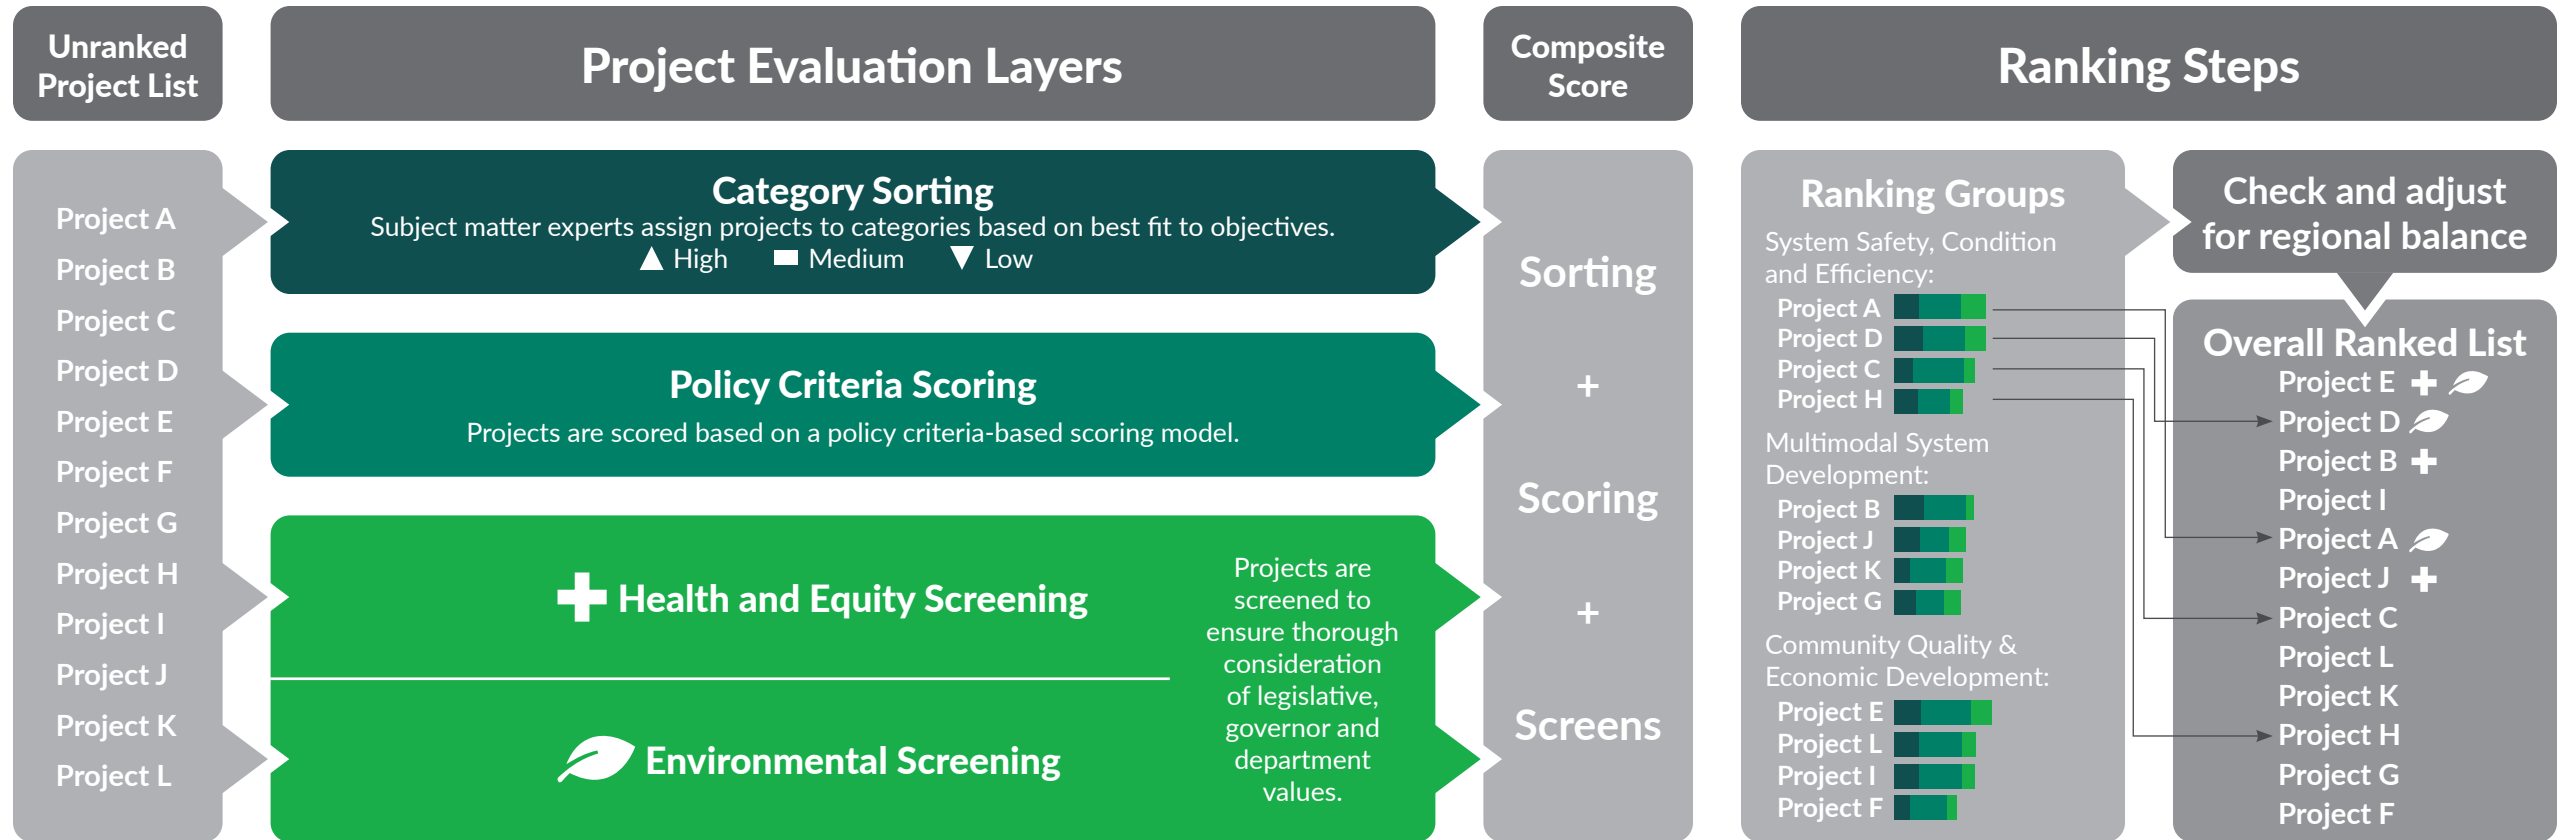 Unranked
Project List
Project Evaluation Layers
Composite
Score
Ranking Steps
Project A
Project B
Project C
Project D
Project E
Project F
Project G
Project H
Project I
Project J
Project K
Project L
Category Sorting
Subject matter experts assign projects to categories based on best fit to objectives.
High Medium Low
Policy Criteria Scoring
Projects are scored based on a policy criteria-based scoring model.
Health and Equity Screening
Environmental Screening
Projects are
screened to
ensure thorough
consideration
of legislative,
governor and
department
values.
Sorting
+
Scoring
+
Screens
Ranking Groups
System Safety, Condition
and Efficiency:
Project A
Project D
Project C
Project H
Multimodal System
Development:
Project B
Project J
Project K
Project G
Community Quality &
Economic Development:
Project E
Project L
Project I
Project F
Check and adjust
for regional balance
Overall Ranked List
Project E
Project D
Project B
Project I
Project A
Project J
Project C
Project L
Project K
Project H
Project G
Project F